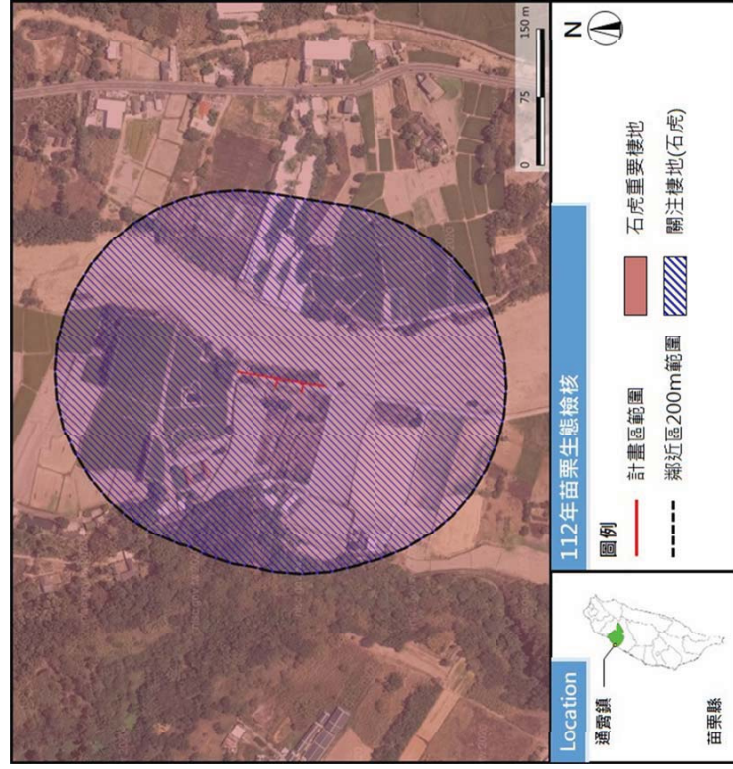 0 75 150 m
Location
通霄鎮
苗栗縣
112年苗栗生態檢核
圖例
計畫區範圍
石虎重要棲地
鄰近區200m範圍
關注棲地(石虎)
N